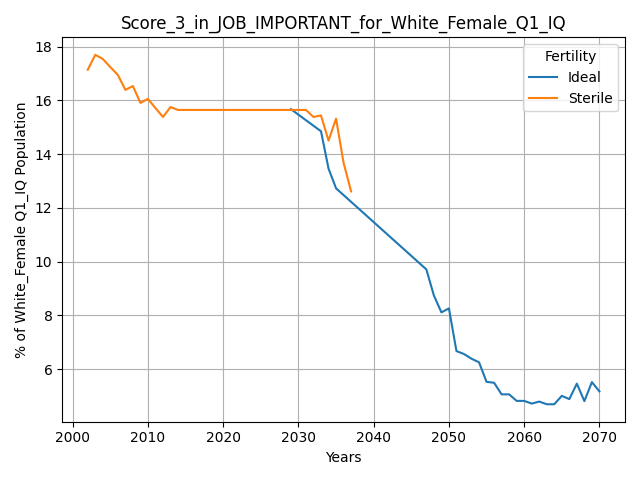 Score_3_in_JOB_IMPORTANT_for_White_Female_Q1_IQ
Fertility
Ideal
Sterile
% of White_Female Q1_IQ Population
18
16
14
12
10
8
6
2000 2010 2020 2030 2040 2050 2060 2070
Years